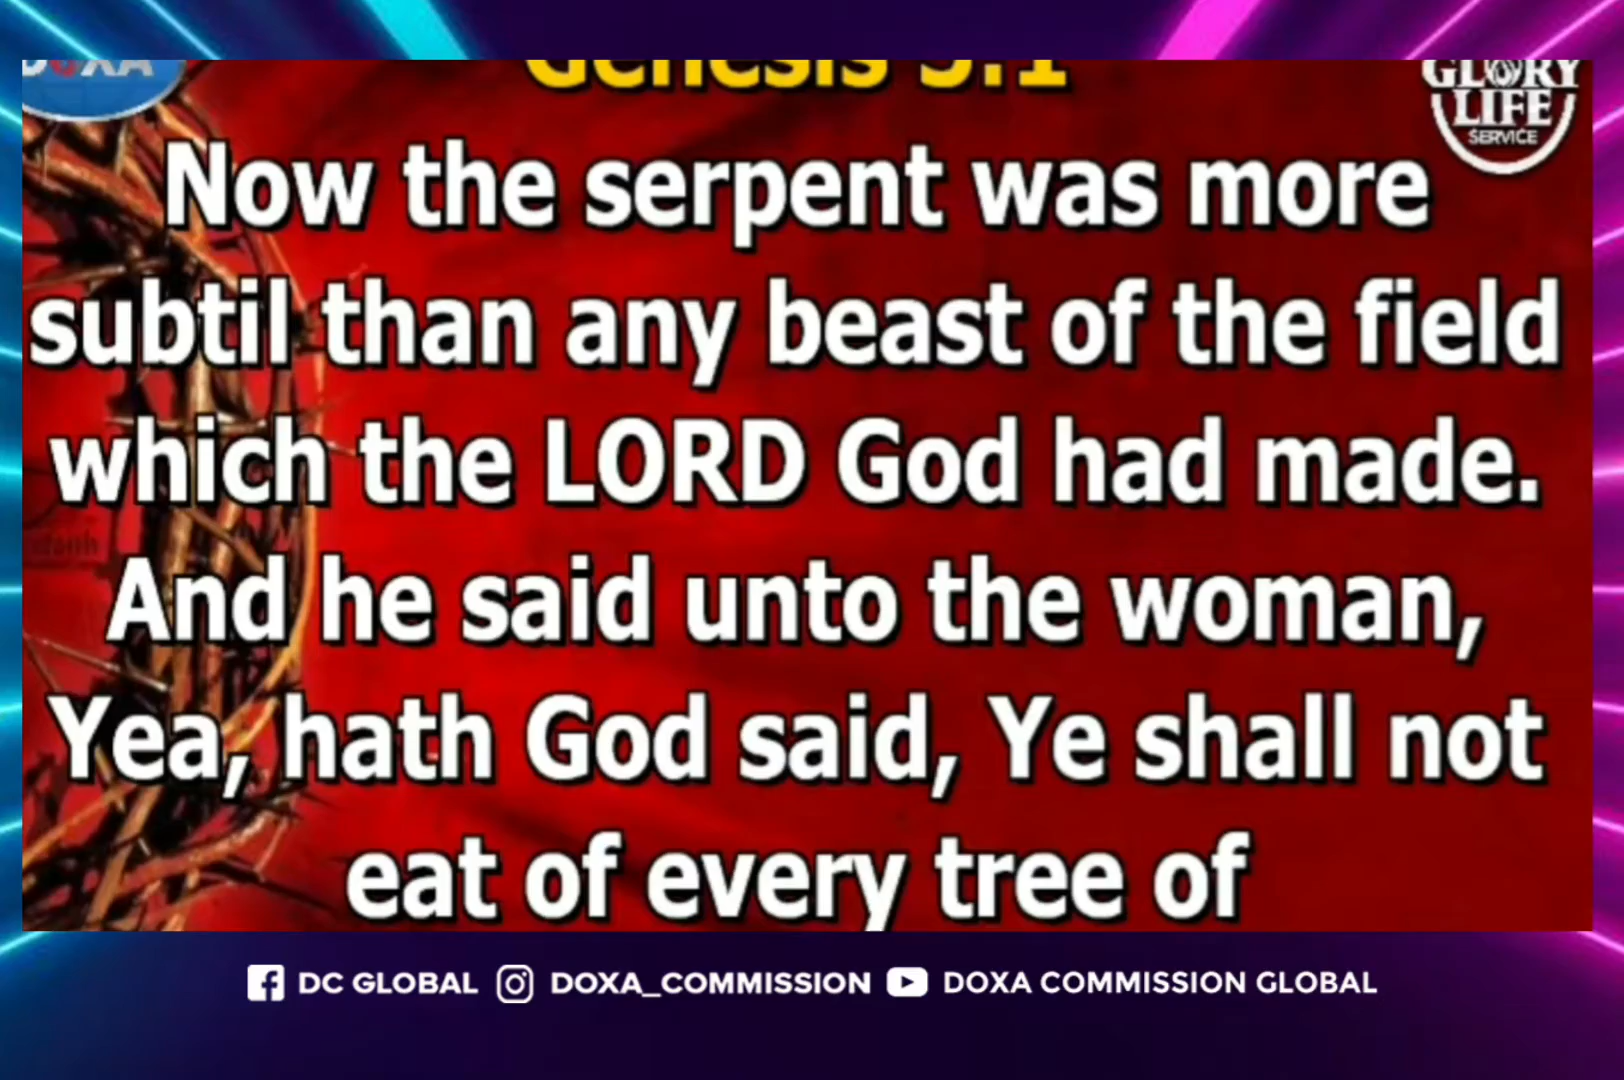 DOXA
Genesis 3:1
GLORY
LIFE
SERVICE
Now the serpent was more
subtil than any beast of the field
which the LORD God had made.
And he said unto the woman,
Yea, hath God said, Ye shall not
eat of every tree of
DC GLOBAL DOXA_COMMISSION DOXA COMMISSION GLOBAL